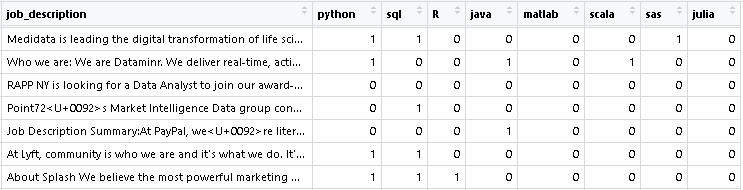 job_description python sql R java matlab scala sas julia
Medidata is leading the digital transformation of life sci... 1 1 0 0 0 0 1 0
Who we are: We are Dataminr. We deliver real-time, acti... 1 0 0 1 0 1 0 0
RAPP NY is looking for a Data Analyst to join our award-... 0 0 0 0 0 0 0 0
Point72<U+0092>s Market Intelligence Data group con... 0 1 0 0 0 0 0 0
Job Description Summary:At PayPal, we<U+0092>re liter... 0 0 0 1 0 0 0 0
At Lyft, community is who we are and it's what we do. It'... 1 1 0 0 0 0 0 0
About Splash We believe the most powerful marketing ... 1 1 1 0 0 0 0 0